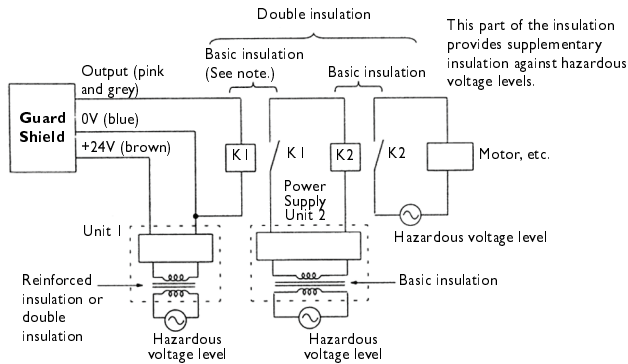 Double insulation
This part of the insulation
provides supplementary
insulation against hazardous
voltage levels.
Basic insulation
(See note.)
Basic insulation
Output (pink
and grey)
Guard
Shield
0V (blue)
+24V (brown)
K1
K1
K2
K2
Motor, etc.
Power
Supply
Unit 2
Unit 1
Hazardous voltage level
Reinforced
insulation or
double
insulation
Basic insulation
Hazardous
voltage level
Hazardous
voltage level